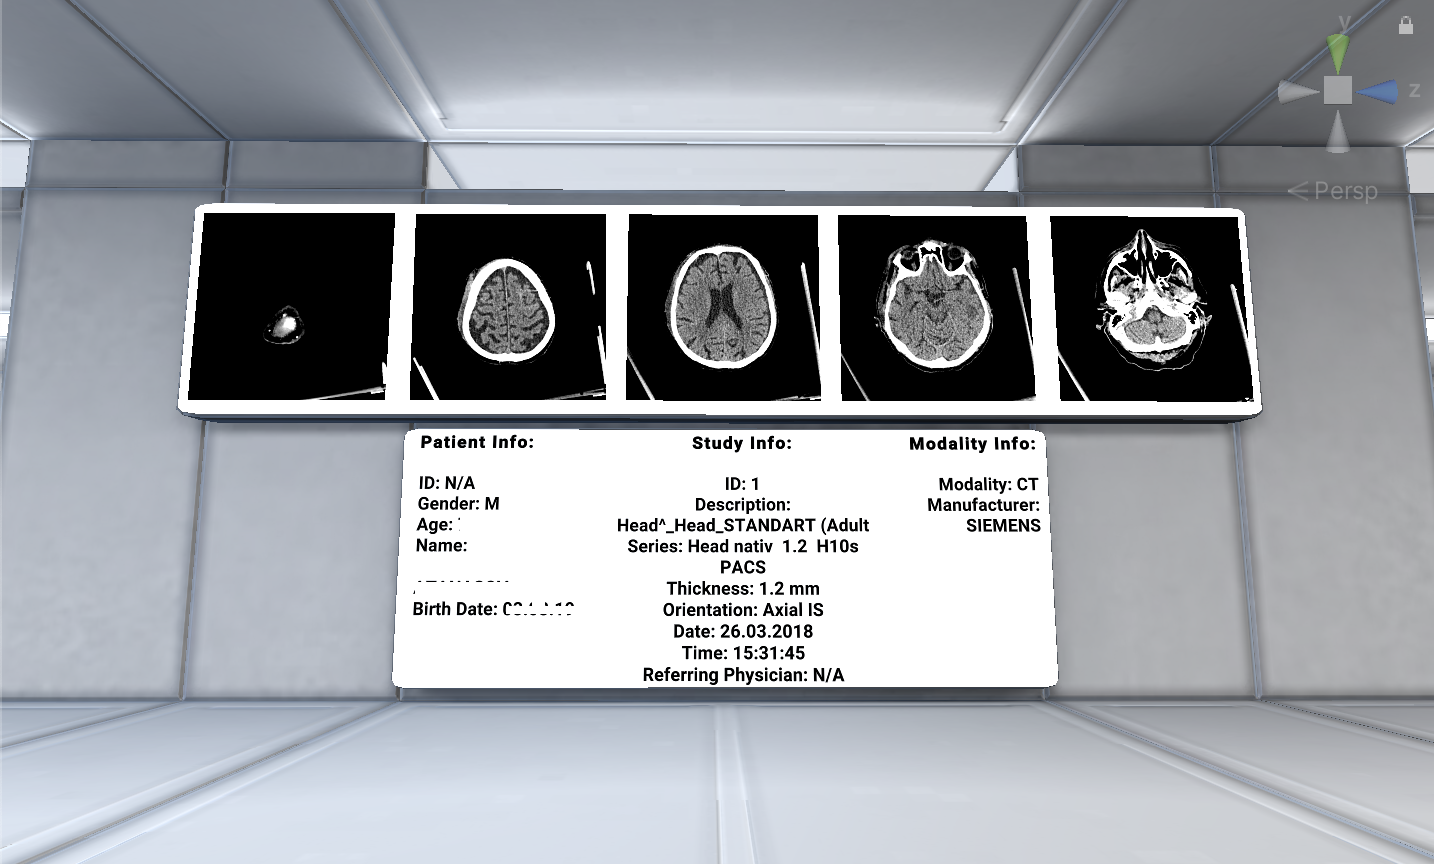 y
z
< Persp
Patient Info:
ID: N/A
Gender: M
Age:
Name:
Birth Date:
Study Info:
ID: 1
Description:
Head^_Head_STANDART (Adult
Series: Head nativ 1.2 H10s
PACS
Thickness: 1.2 mm
Orientation: Axial IS
Date: 26.03.2018
Time: 15:31:45
Referring Physician: N/A
Modality Info:
Modality: CT
Manufacturer:
SIEMENS